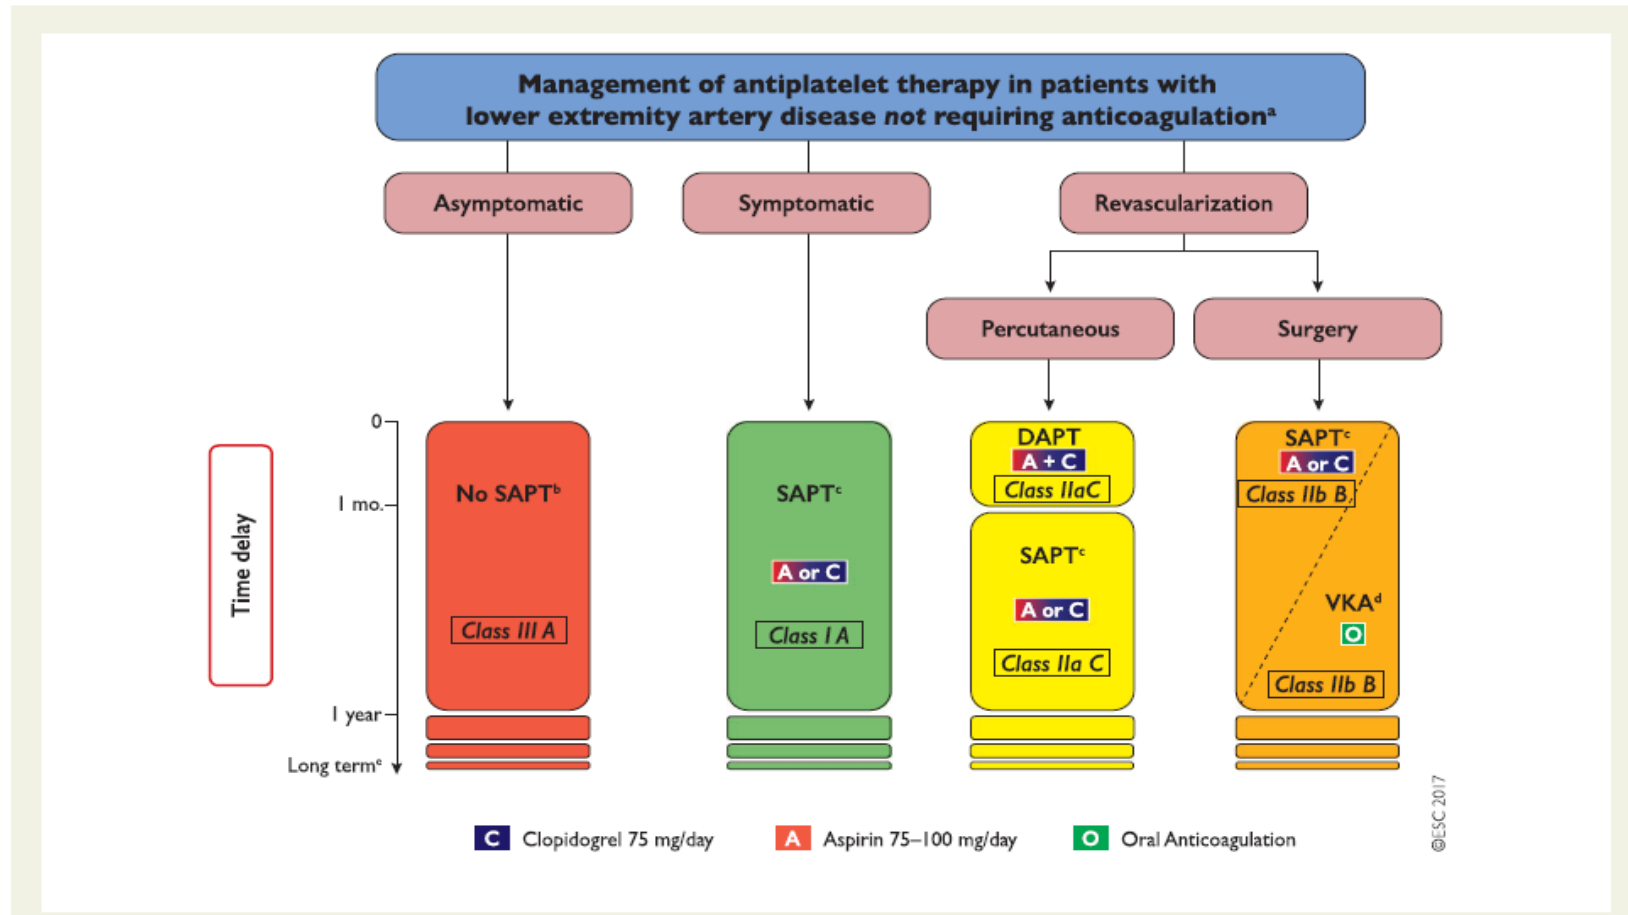 Management of antiplatelet therapy in patients with
lower extremity artery disease not requiring anticoagulationᵃ
Asymptomatic
Symptomatic
Revascularization
Percutaneous
Surgery
Time delay
0
1 mo.
1 year
Long termᵉ
No SAPTᵇ
Class III A
SAPTᶜ
A or C
Class I A
DAPT
A + C
Class IIaC
SAPTᶜ
A or C
Class IIa C
SAPTᶜ
A or C
Class IIb B
VKAᵈ
O
Class IIb B
C Clopidogrel 75 mg/day
A Aspirin 75–100 mg/day
O Oral Anticoagulation
©ESC 2017